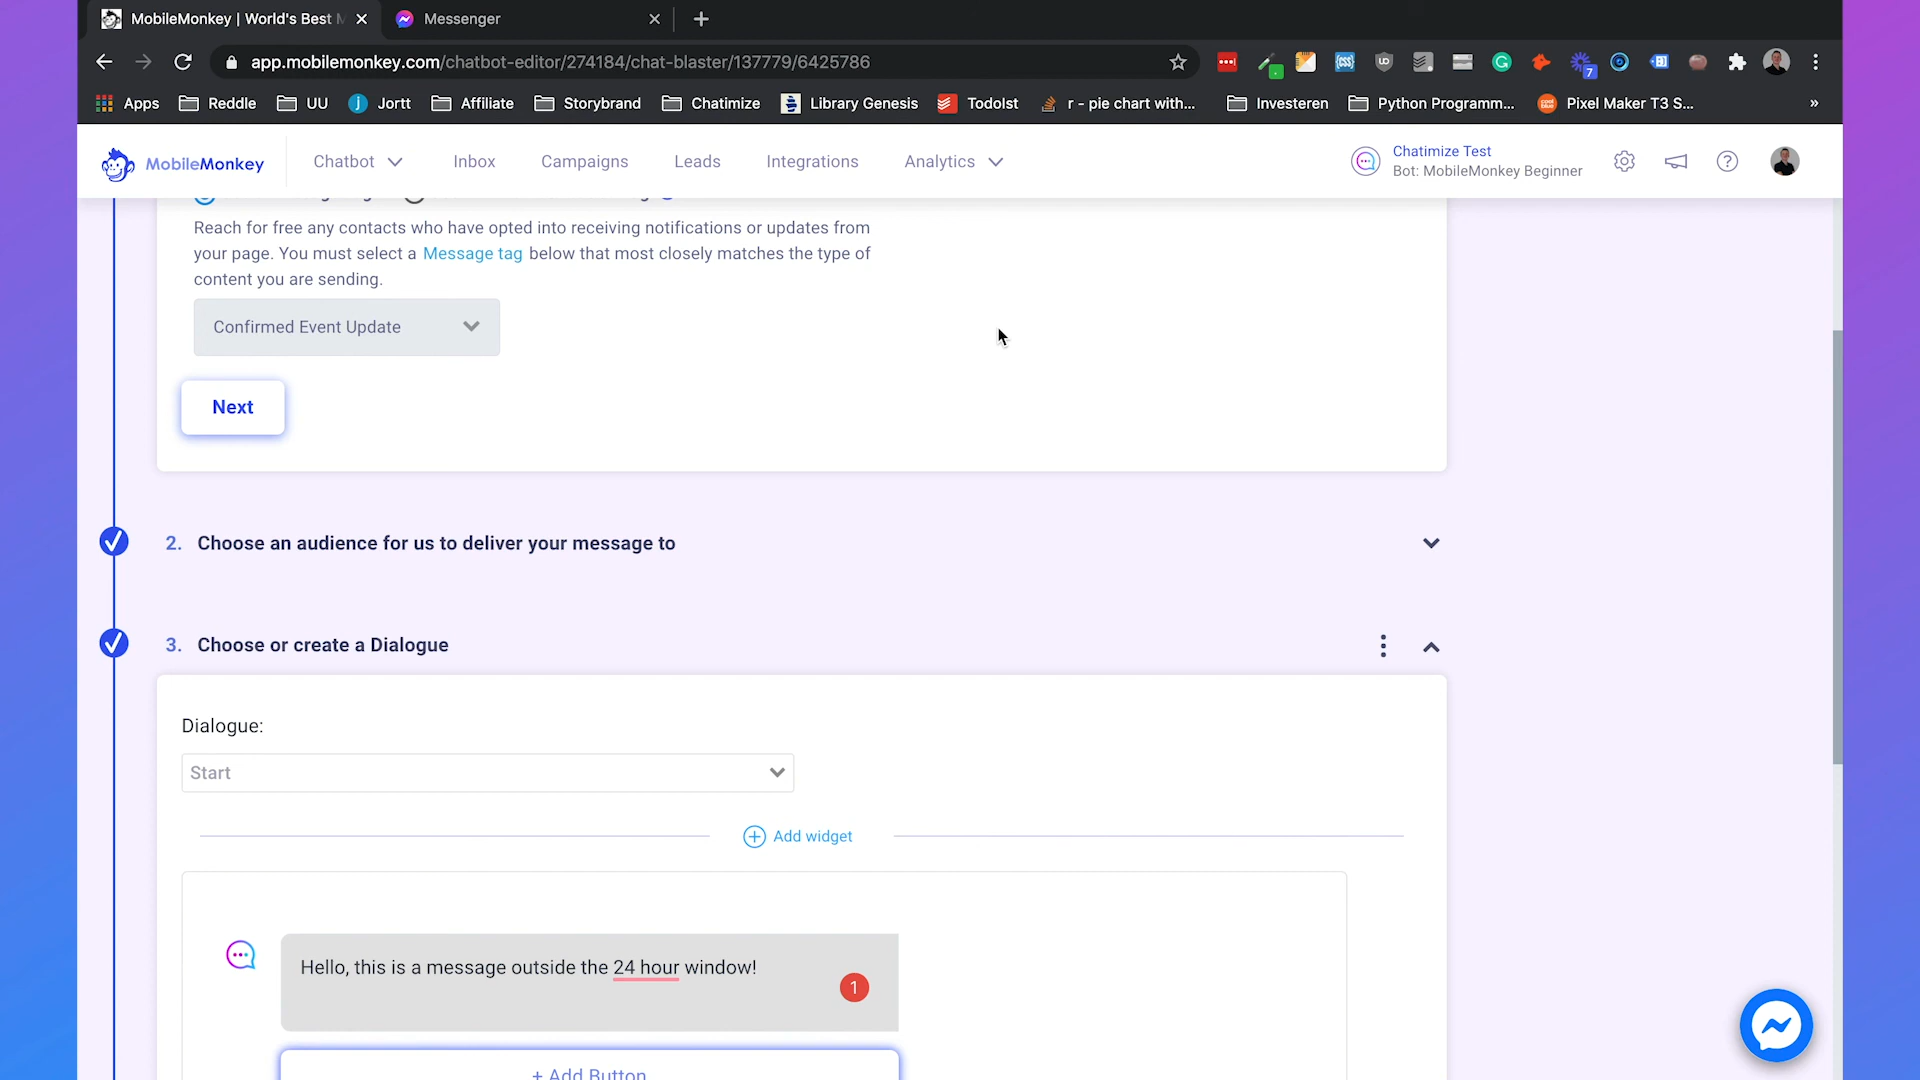 MobileMonkey | World's Best M
Messenger
app.mobilemonkey.com/chatbot-editor/274184/chat-blaster/137779/6425786
7
Apps
Reddle
UU
Jortt
Affiliate
Storybrand
Chatimize
Library Genesis
TodoIst
r - pie chart with...
Investeren
Python Programm...
Pixel Maker T3 S...
»
MobileMonkey
Chatbot
Inbox
Campaigns
Leads
Integrations
Analytics
Chatimize Test
Bot: MobileMonkey Beginner
Reach for free any contacts who have opted into receiving notifications or updates from
your page. You must select a Message tag below that most closely matches the type of
content you are sending.
Confirmed Event Update
Next
2. Choose an audience for us to deliver your message to
3. Choose or create a Dialogue
Dialogue:
Start
Add widget
Hello, this is a message outside the 24 hour window!
1
+ Add Button